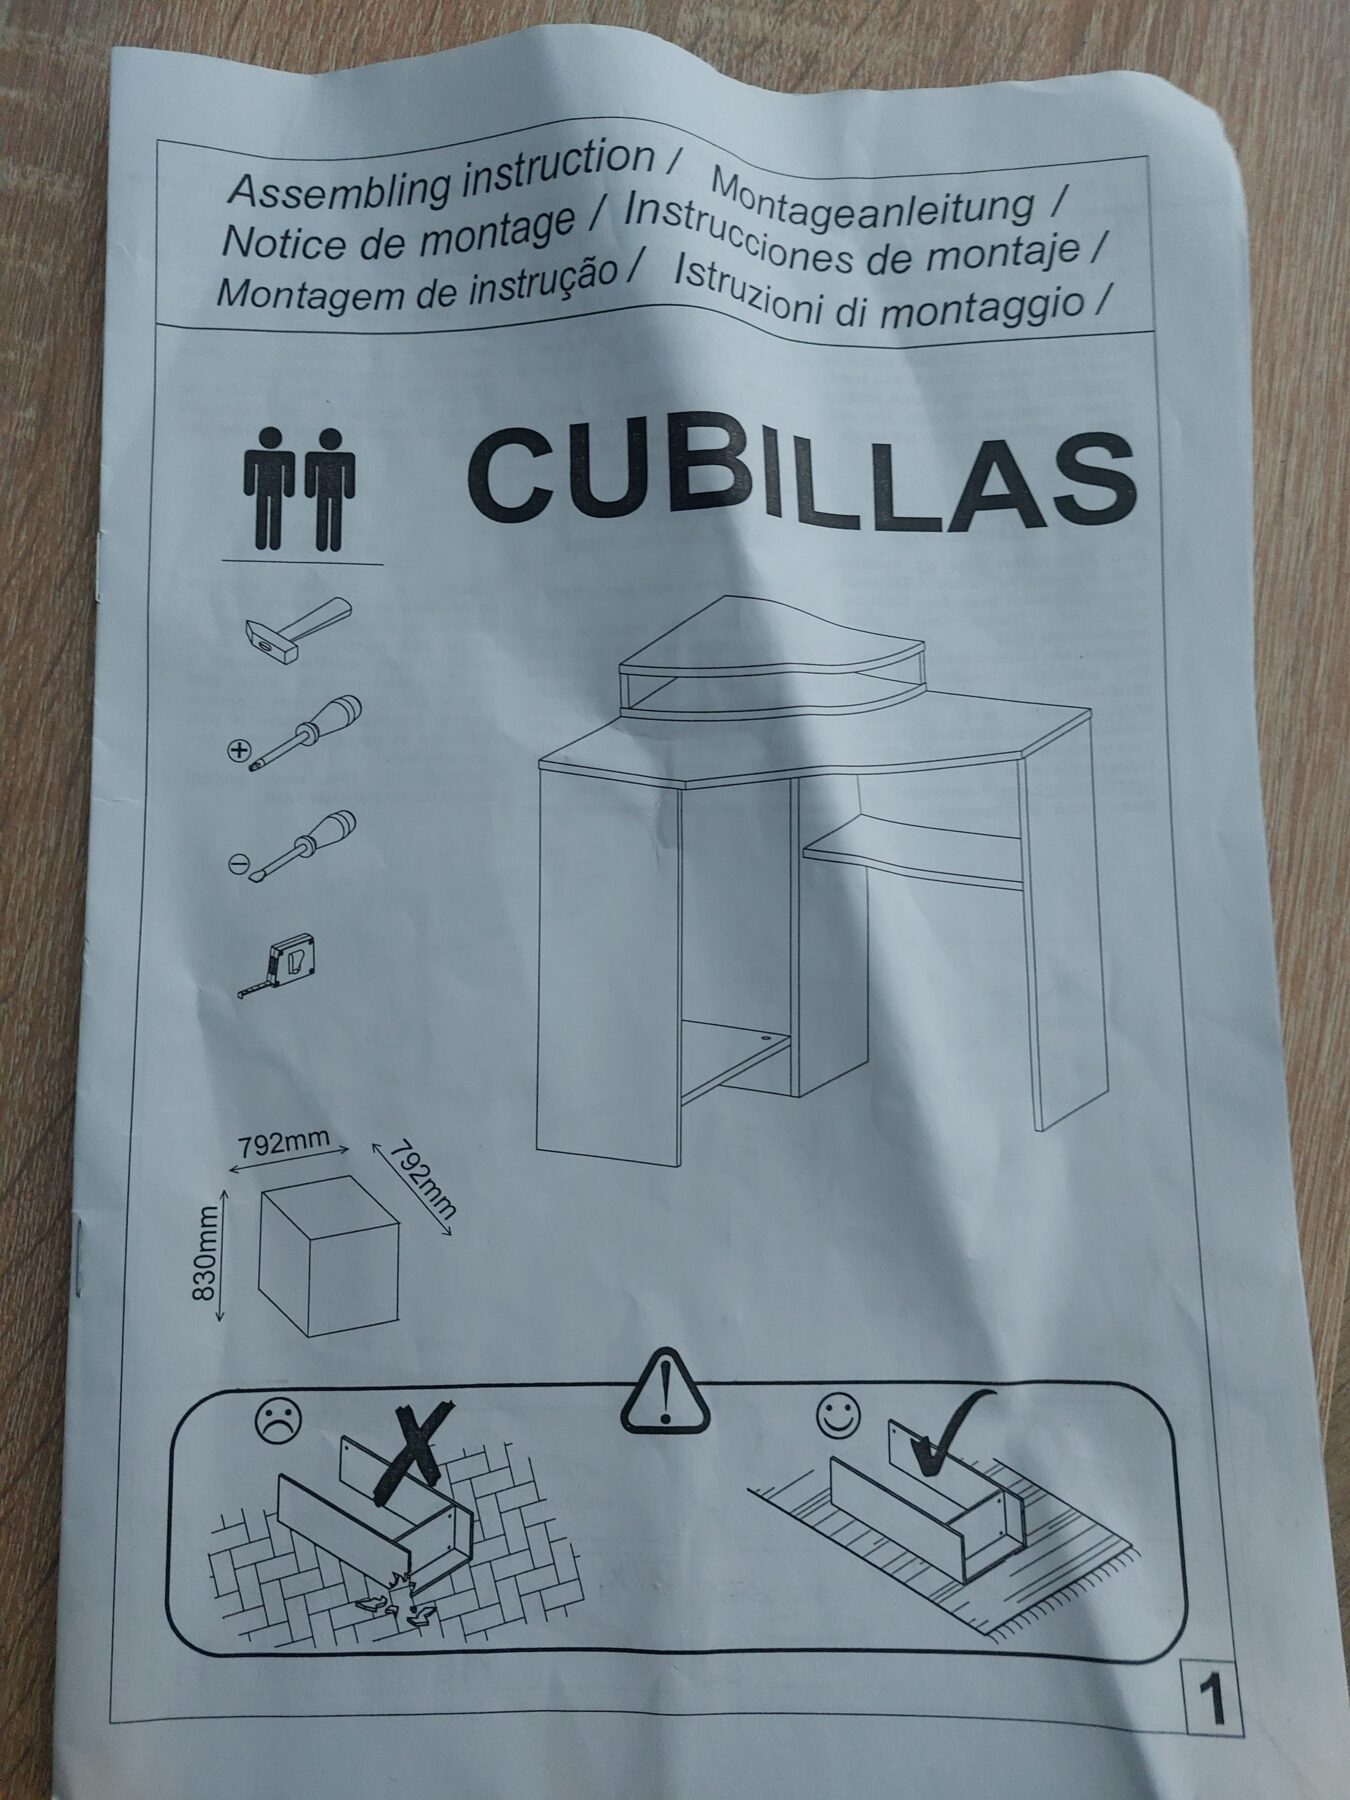 Assembling instruction / Montageanleitung /
Notice de montage / Instrucciones de montaje /
Montagem de instrução / Istruzioni di montaggio /
CUBILLAS
792mm
792mm
830mm
1